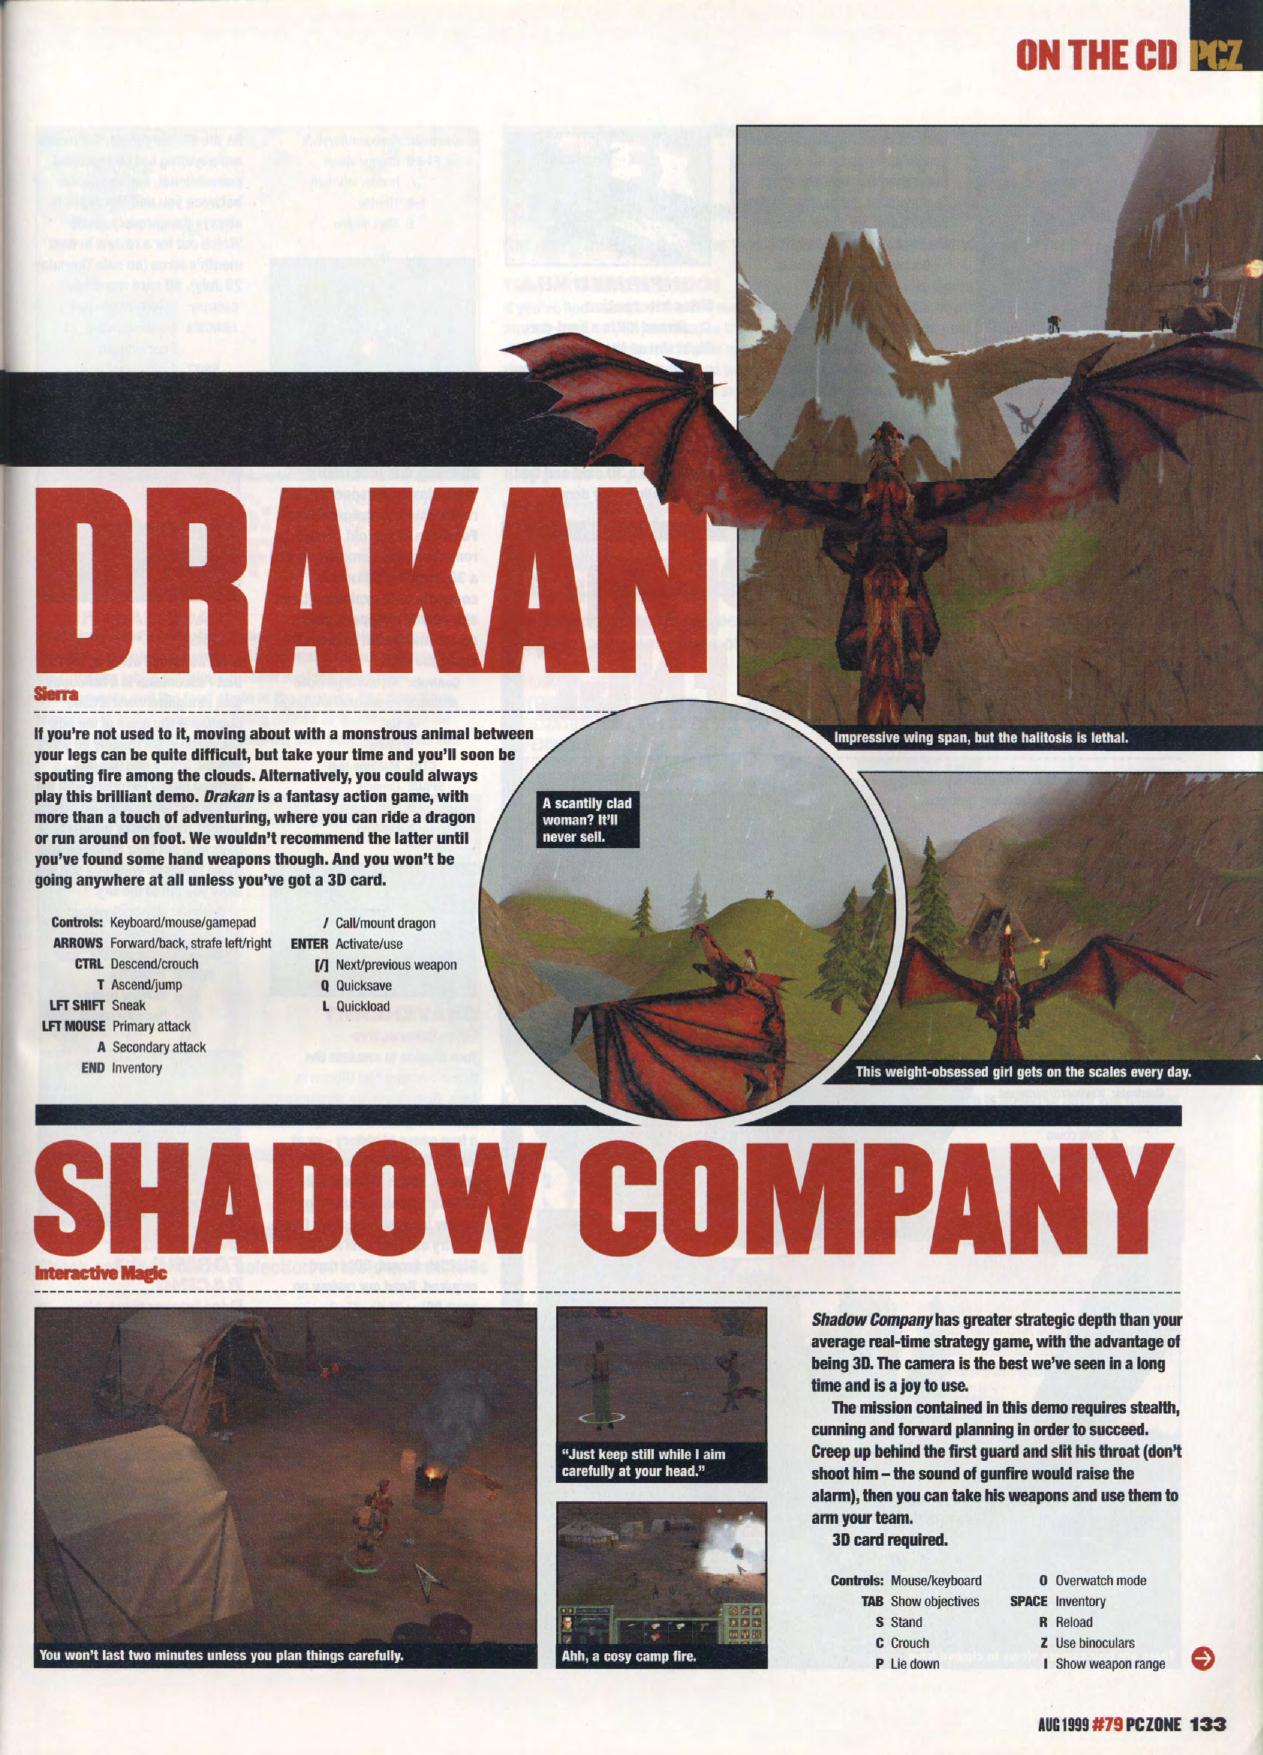 ON THE CD PCZ
DRAKAN
Sierra
If you're not used to it, moving about with a monstrous animal between
your legs can be quite difficult, but take your time and you'll soon be
spouting fire among the clouds. Alternatively, you could always
play this brilliant demo. Drakan is a fantasy action game, with
more than a touch of adventuring, where you can ride a dragon
or run around on foot. We wouldn't recommend the latter until
you've found some hand weapons though. And you won't be
going anywhere at all unless you've got a 3D card.
Controls: Keyboard/mouse/gamepad
ARROWS Forward/back, strafe left/right
CTRL Descend/crouch
T Ascend/jump
LFT SHIFT Sneak
LFT MOUSE Primary attack
A Secondary attack
END Inventory
/ Call/mount dragon
ENTER Activate/use
[/] Next/previous weapon
Q Quicksave
L Quickload
Impressive wing span, but the halitosis is lethal.
A scantily clad
woman? It'll
never sell.
This weight-obsessed girl gets on the scales every day.
SHADOW COMPANY
Interactive Magic
You won't last two minutes unless you plan things carefully.
"Just keep still while I aim
carefully at your head."
Ahh, a cosy camp fire.
Shadow Company has greater strategic depth than your
average real-time strategy game, with the advantage of
being 3D. The camera is the best we've seen in a long
time and is a joy to use.
The mission contained in this demo requires stealth,
cunning and forward planning in order to succeed.
Creep up behind the first guard and slit his throat (don't
shoot him – the sound of gunfire would raise the
alarm), then you can take his weapons and use them to
arm your team.
3D card required.
Controls: Mouse/keyboard
TAB Show objectives
S Stand
C Crouch
P Lie down
O Overwatch mode
SPACE Inventory
R Reload
Z Use binoculars
I Show weapon range
AUG 1999 #79 PC ZONE 133